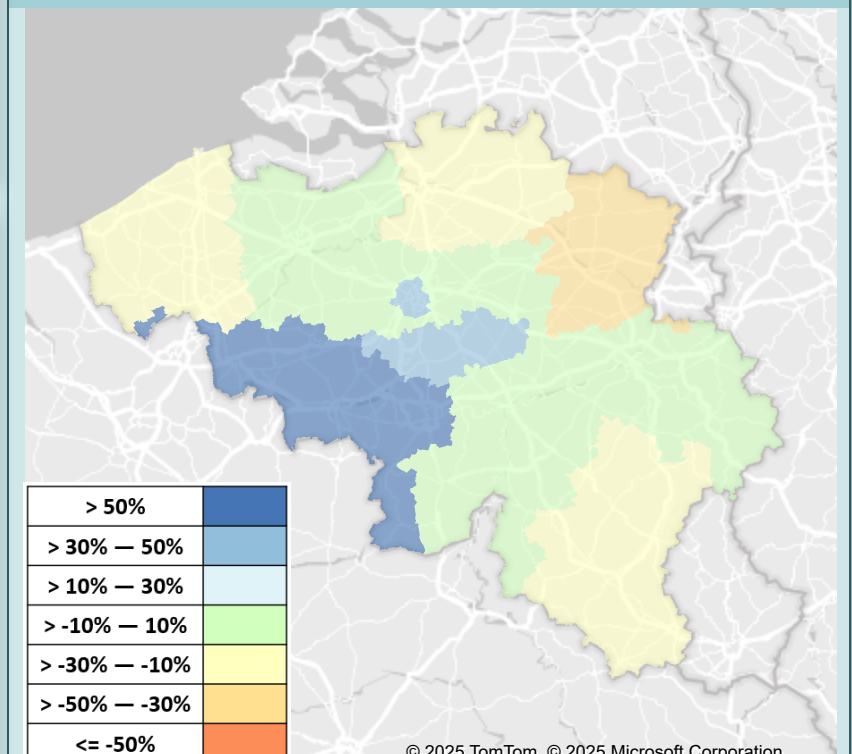 > 50%
> 30% — 50%
> 10% — 30%
> -10% — 10%
> -30% — -10%
> -50% — -30%
<= -50%
© 2025 TomTom, © 2025 Microsoft Corporation